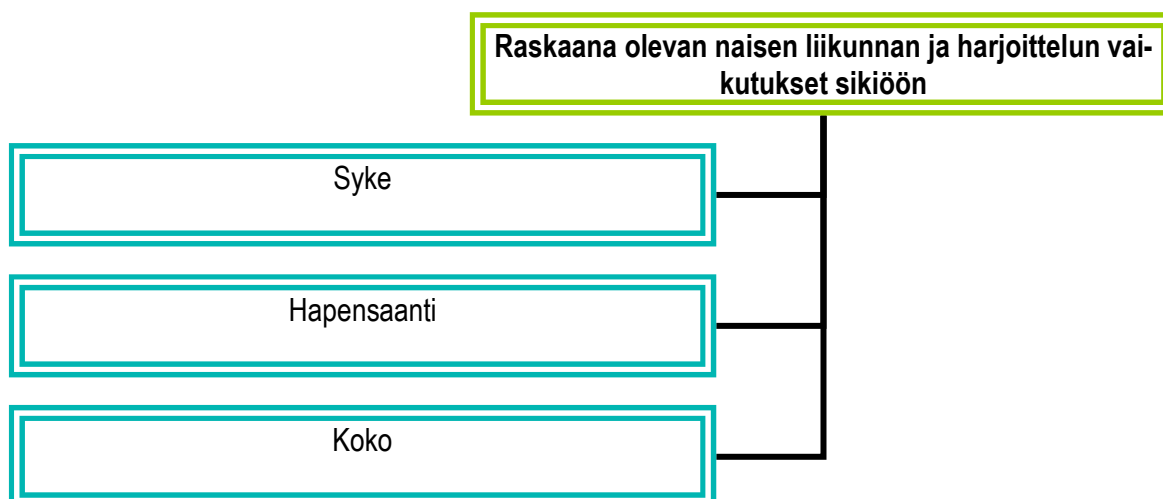 Raskaana olevan naisen liikunnan ja harjoittelun vai-
kutukset sikiöön
Syke
Hapensaanti
Koko